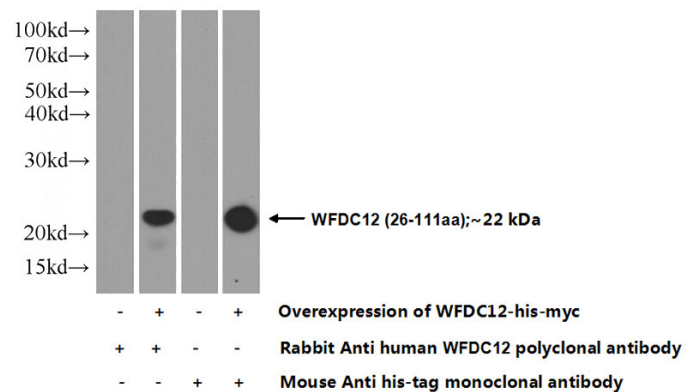 100kd→
70kd→
50kd→
40kd→
30kd→
WFDC12 (26-111aa);~22 kDa
20kd→
15kd→
- + - + Overexpression of WFDC12-his-myc
+ + - - Rabbit Anti human WFDC12 polyclonal antibody
- - + + Mouse Anti his-tag monoclonal antibody